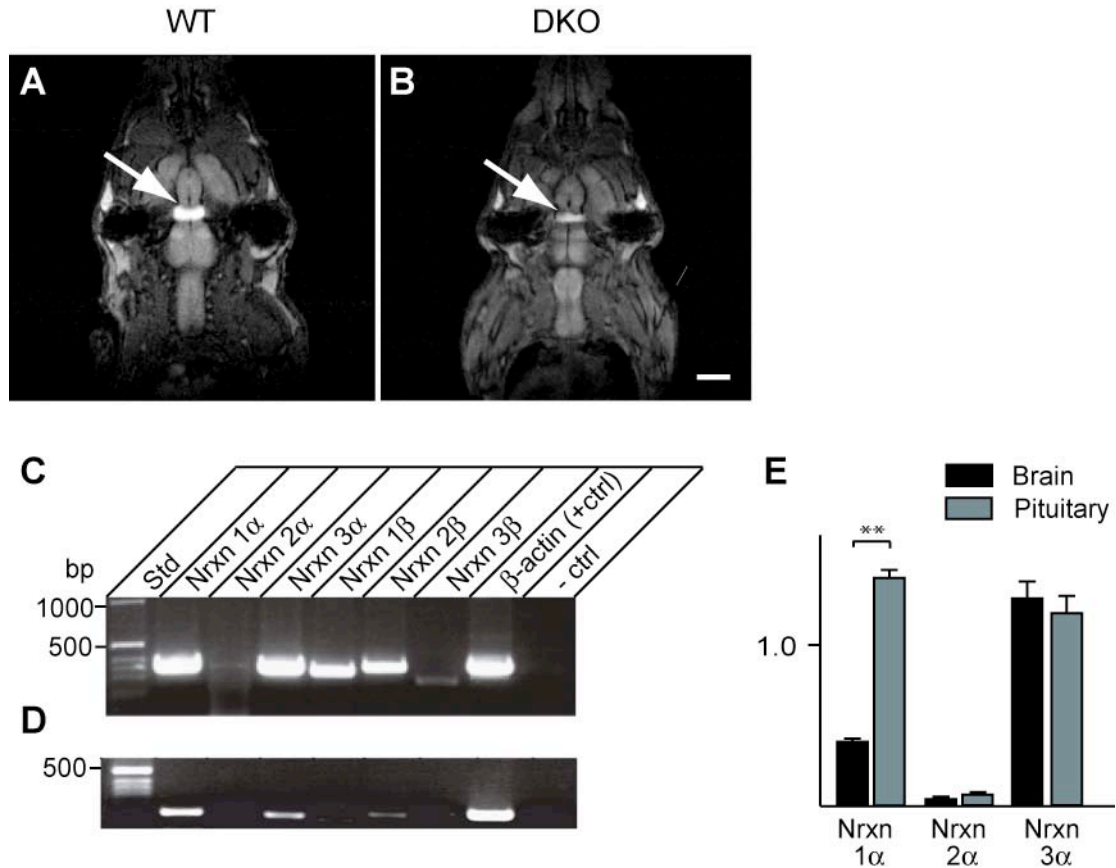 WT
DKO
A
B
C
bp
Std
Nrxn 1α
Nrxn 2α
Nrxn 3α
Nrxn 1β
Nrxn 2β
Nrxn 3β
β-actin (+ctrl)
- ctrl
1000
500
D
500
E
Brain
Pituitary
**
1.0
Nrxn
1α
Nrxn
2α
Nrxn
3α